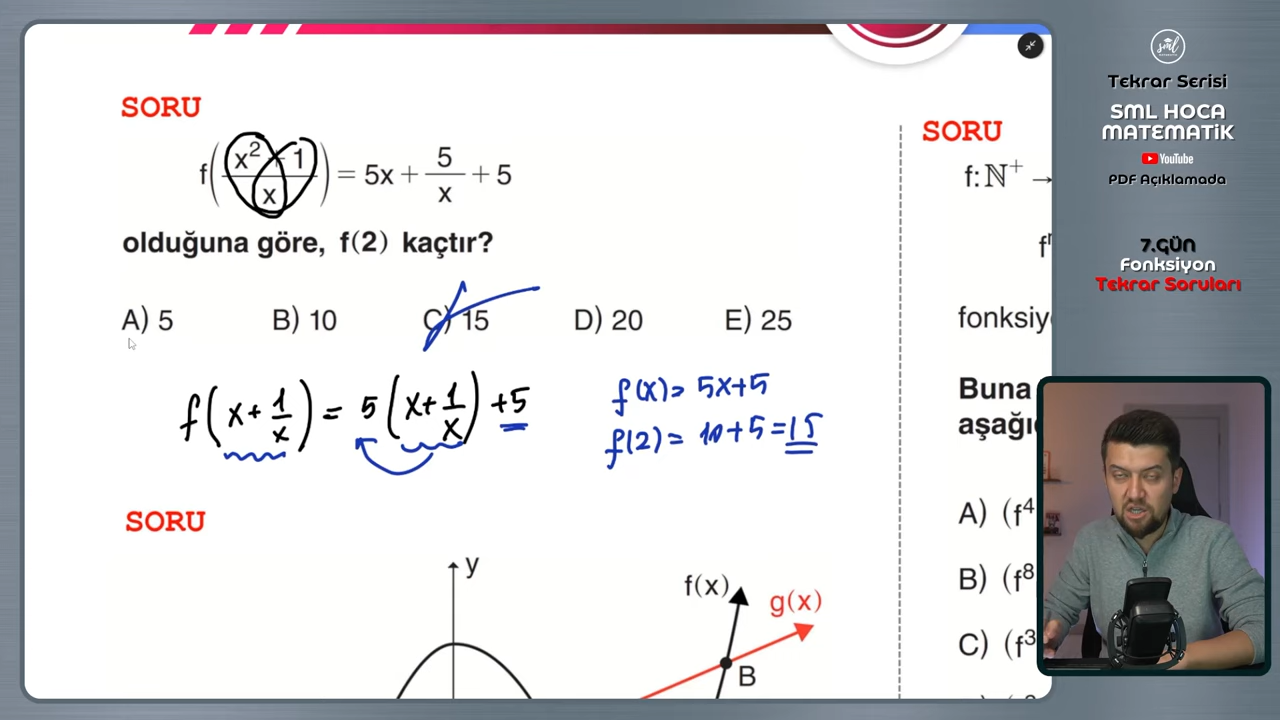 SORU
f((x² + 1)/x) = 5x + 5/x + 5
olduğuna göre, f(2) kaçtır?
A) 5 B) 10 C) 15 D) 20 E) 25
f(x + 1/x) = 5(x + 1/x) + 5
f(x) = 5x + 5
f(2) = 10 + 5 = 15
SORU
y
f(x)
g(x)
B
SORU
f: ℕ⁺ →
fonksiy
Buna
aşağı
A) (f⁴
B) (f⁸
C) (f³
sml
Tekrar Serisi
SML HOCA
MATEMATİK
YouTube
PDF Açıklamada
7.GÜN
Fonksiyon
Tekrar Soruları